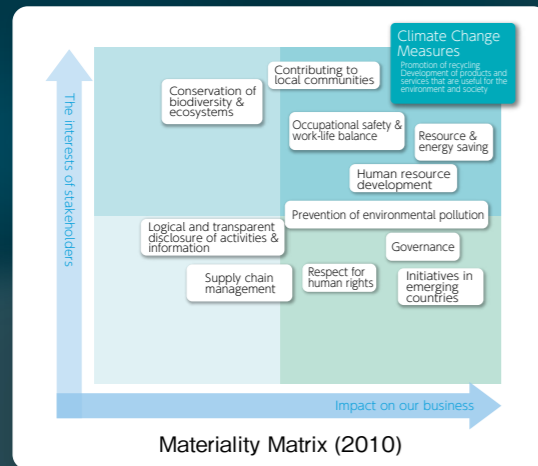 Climate Change
Measures
Promotion of recycling
Development of products and
services that are useful for the
environment and society
Contributing to
local communities
Conservation of
biodiversity &
ecosystems
Occupational safety &
work-life balance
Resource &
energy saving
Human resource
development
Prevention of environmental pollution
Logical and transparent
disclosure of activities &
information
Governance
Supply chain
management
Respect for
human rights
Initiatives in
emerging
countries
The interests of stakeholders
Impact on our business
Materiality Matrix (2010)